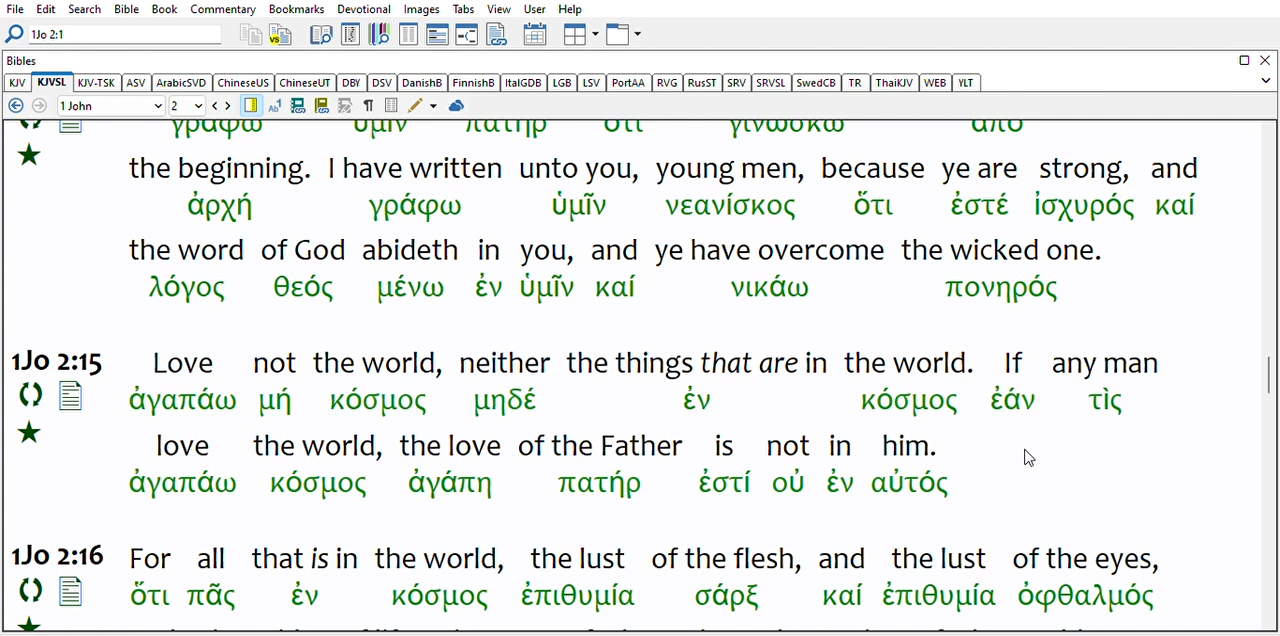 File Edit Search Bible Book Commentary Bookmarks Devotional Images Tabs View User Help
1Jo 2:1
Bibles
KJV KJVSL KJV-TSK ASV ArabicSVD ChineseUS ChineseUT DBY DSV DanishB FinnishB ItalGDB LGB LSV PortAA RVG RusST SRV SRVSL SwedCB TR ThaiKJV WEB YLT
1 John 2
γράφω ὑμῖν πατήρ ὅτι γινώσκω ἀπό
the beginning. I have written unto you, young men, because ye are strong, and
ἀρχή γράφω ὑμῖν νεανίσκος ὅτι ἐστέ ἰσχυρός καί
the word of God abideth in you, and ye have overcome the wicked one.
λόγος θεός μένω ἐν ὑμῖν καί νικάω πονηρός
1Jo 2:15 Love not the world, neither the things that are in the world. If any man
ἀγαπάω μή κόσμος μηδέ ἐν κόσμος ἐάν τὶς
love the world, the love of the Father is not in him.
ἀγαπάω κόσμος ἀγάπη πατήρ ἐστί οὐ ἐν αὐτός
1Jo 2:16 For all that is in the world, the lust of the flesh, and the lust of the eyes,
ὅτι πᾶς ἐν κόσμος ἐπιθυμία σάρξ καί ἐπιθυμία ὀφθαλμός